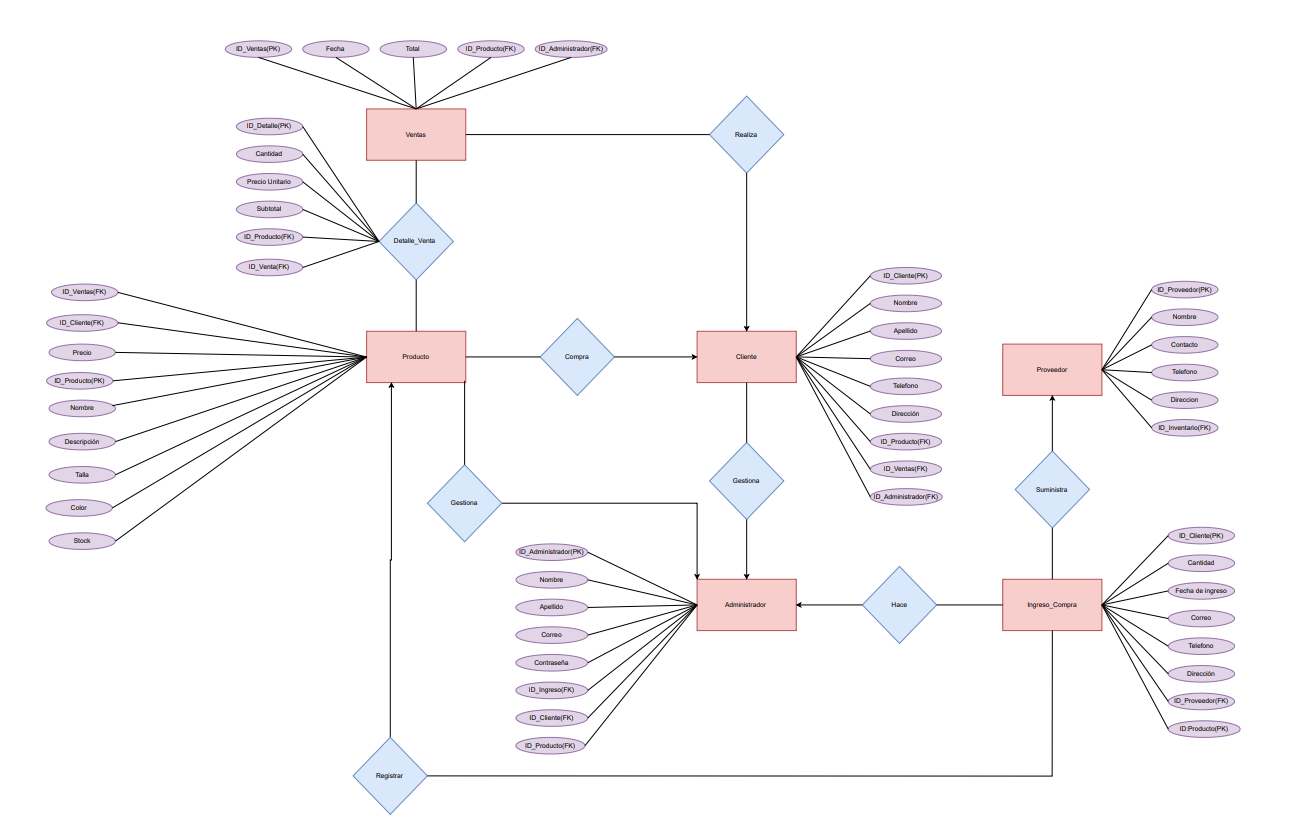 ID_Ventas(PK)
Fecha
Total
ID_Producto(FK)
ID_Administrador(FK)
Ventas
Realiza
ID_Detalle(PK)
Cantidad
Precio Unitario
Subtotal
ID_Producto(FK)
ID_Venta(FK)
Detalle_Venta
ID_Ventas(FK)
ID_Cliente(FK)
Precio
ID_Producto(PK)
Nombre
Descripción
Talla
Color
Stock
Producto
Compra
Cliente
ID_Cliente(PK)
Nombre
Apellido
Correo
Telefono
Dirección
ID_Producto(FK)
ID_Ventas(FK)
ID_Administrador(FK)
Proveedor
ID_Proveedor(PK)
Nombre
Contacto
Telefono
Direccion
ID_Inventario(FK)
Gestiona
Gestiona
Suministra
ID_Administrador(PK)
Nombre
Apellido
Correo
Contraseña
ID_Ingreso(FK)
ID_Cliente(FK)
ID_Producto(FK)
Administrador
Hace
Ingreso_Compra
ID_Cliente(PK)
Cantidad
Fecha de ingreso
Correo
Telefono
Dirección
ID_Proveedor(FK)
ID:Producto(PK)
Registrar